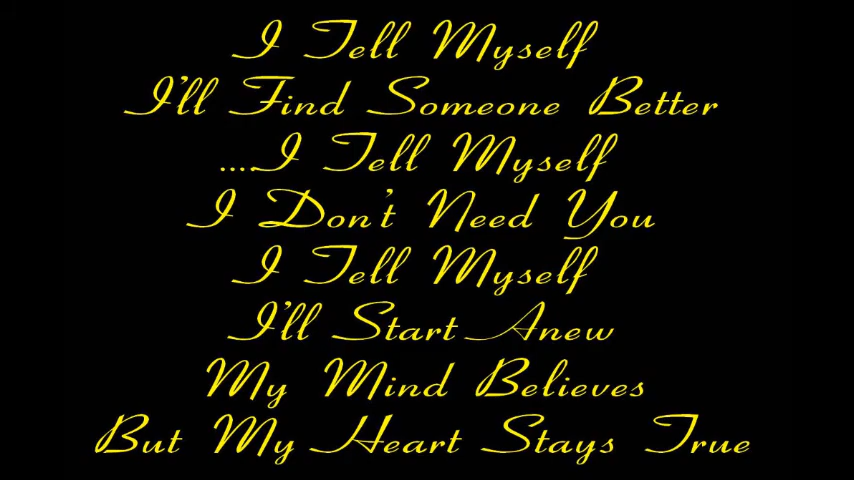 I Tell Myself
I'll Find Someone Better
....I Tell Myself
I Don't Need You
I Tell Myself
I'll Start Anew
My Mind Believes
But My Heart Stays True